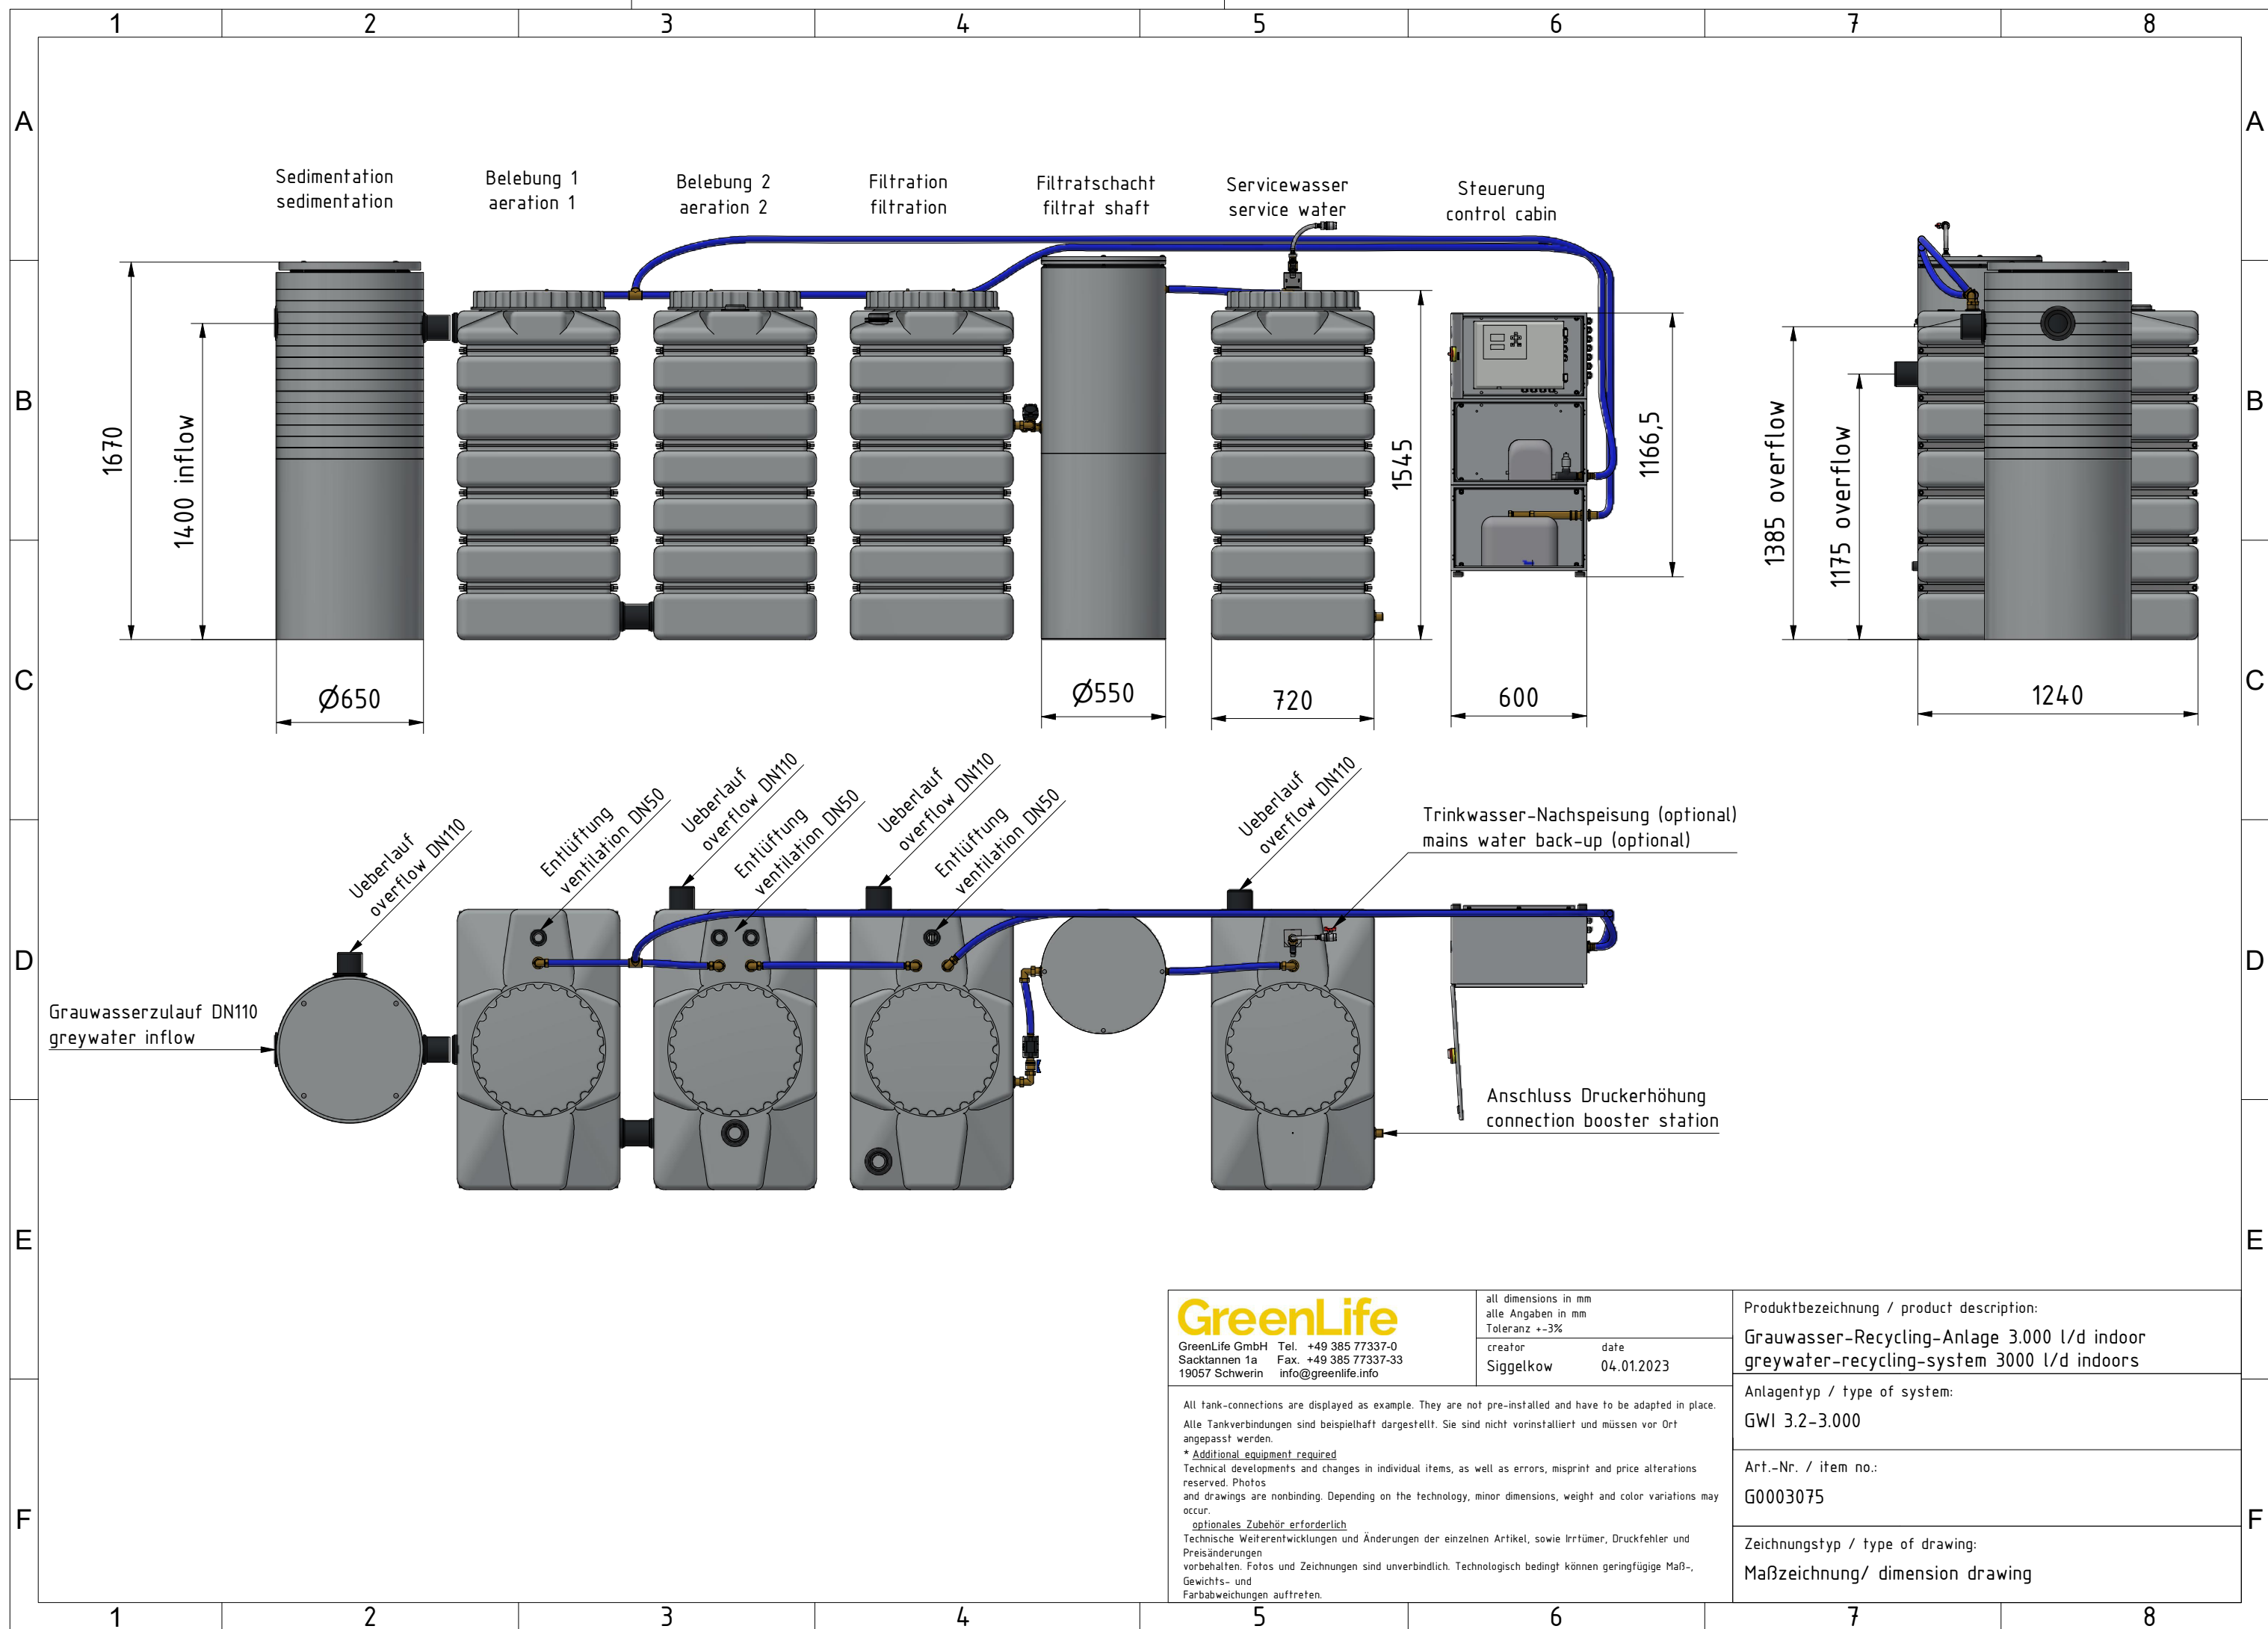 1 2 3 4 5 6 7 8
A A
B B
C C
D D
E E
F F
Sedimentation
sedimentation
Belebung 1
aeration 1
Belebung 2
aeration 2
Filtration
filtration
Filtratschacht
filtrat shaft
Servicewasser
service water
Steuerung
control cabin
1670
1400 inflow
1545
1166,5
1385 overflow
1175 overflow
Ø650
Ø550
720
600
1240
Ueberlauf
overflow DN110
Entlüftung
ventilation DN50
Ueberlauf
overflow DN110
Entlüftung
ventilation DN50
Ueberlauf
overflow DN110
Entlüftung
ventilation DN50
Ueberlauf
overflow DN110
Trinkwasser-Nachspeisung (optional)
mains water back-up (optional)
Grauwasserzulauf DN110
greywater inflow
Anschluss Druckerhöhung
connection booster station
GreenLife
GreenLife GmbH Tel. +49 385 77337-0
Sacktannen 1a Fax. +49 385 77337-33
19057 Schwerin info@greenlife.info
all dimensions in mm
alle Angaben in mm
Toleranz +-3%
creator date
Siggelkow 04.01.2023
All tank-connections are displayed as example. They are not pre-installed and have to be adapted in place.
Alle Tankverbindungen sind beispielhaft dargestellt. Sie sind nicht vorinstalliert und müssen vor Ort
angepasst werden.
* Additional equipment required
Technical developments and changes in individual items, as well as errors, misprint and price alterations
reserved. Photos
and drawings are nonbinding. Depending on the technology, minor dimensions, weight and color variations may
occur.
optionales Zubehör erforderlich
Technische Weiterentwicklungen und Änderungen der einzelnen Artikel, sowie Irrtümer, Druckfehler und
Preisänderungen
vorbehalten. Fotos und Zeichnungen sind unverbindlich. Technologisch bedingt können geringfügige Maß-,
Gewichts- und
Farbabweichungen auftreten.
Produktbezeichnung / product description:
Grauwasser-Recycling-Anlage 3.000 l/d indoor
greywater-recycling-system 3000 l/d indoors
Anlagentyp / type of system:
GWI 3.2-3.000
Art.-Nr. / item no.:
G0003075
Zeichnungstyp / type of drawing:
Maßzeichnung/ dimension drawing
1 2 3 4 5 6 7 8